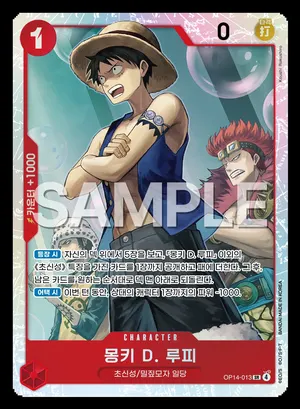 1
0
타격
打
카운터 +1000
SAMPLE
등장 시 자신의 덱 위에서 5장을 보고, 「몽키 D. 루피」 이외의
《초신성》 특징을 가진 카드를 1장까지 공개하고 패에 더한다. 그 후,
남은 카드를 원하는 순서대로 덱 맨 아래로 되돌린다.
어택 시 이번 턴 동안, 상대의 캐릭터 1장까지의 파워 -1000.
CHARACTER
몽키 D. 루피
초신성/밀짚모자 일당
OP14-013
4